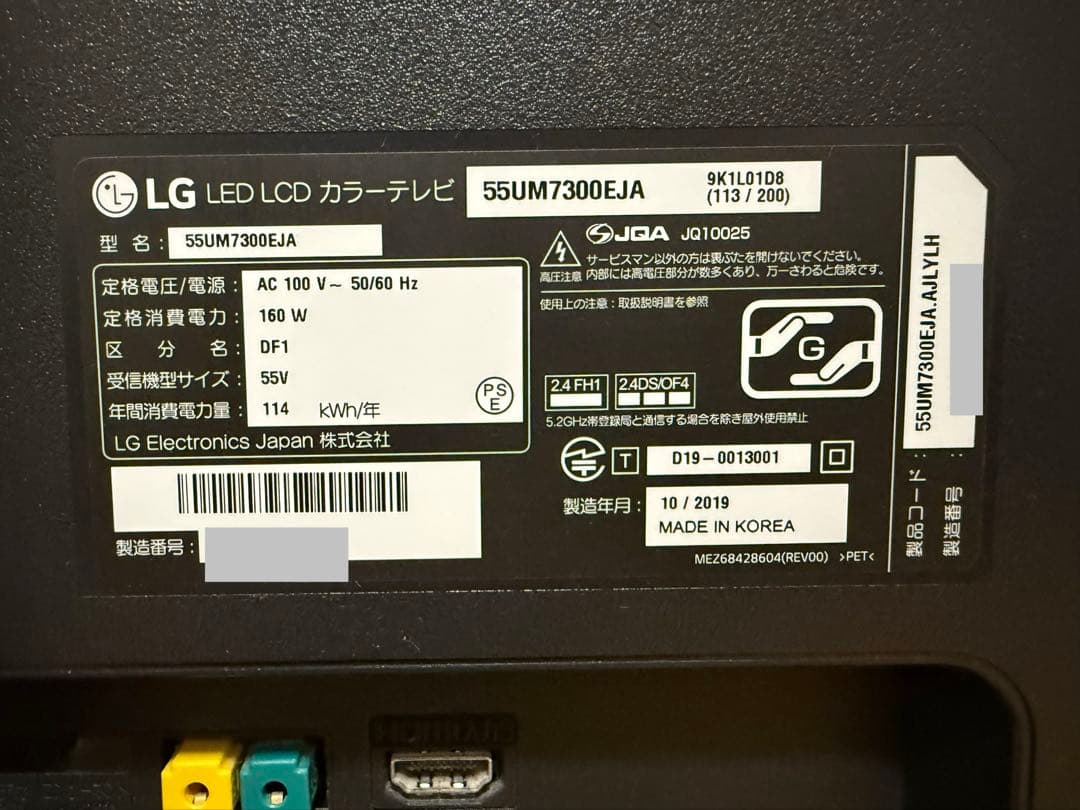 LG LED LCD カラーテレビ
55UM7300EJA
9K1L01D8
(113 / 200)
型 名 : 55UM7300EJA
定格電圧/電源 : AC 100 V～ 50/60 Hz
定格消費電力 : 160 W
区 分 名 : DF1
受信機型サイズ : 55V
年間消費電力量 : 114 kWh/年
PS
E
LG Electronics Japan 株式会社
製造番号 :
JQA JQ10025
高圧注意
サービスマン以外の方は裏ぶたを開けないでください。
内部には高電圧部分が数多くあり、万一さわると危険です。
使用上の注意 : 取扱説明書を参照
G
2.4 FH1 2.4DS/OF4
5.2GHz帯登録局と通信する場合を除き屋外使用禁止
T D19-0013001
製造年月 : 10 / 2019
MADE IN KOREA
MEZ68428604(REV00) >PET<
製品コード : 55UM7300EJA.AJLYLH
製造番号 :